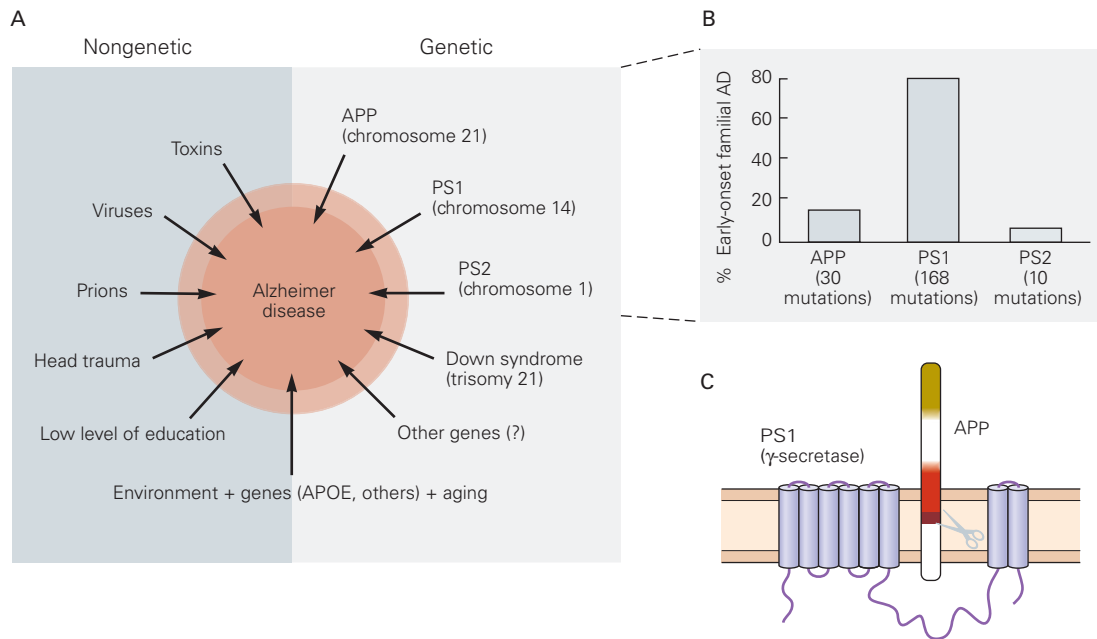 A
Nongenetic
Genetic
Toxins
Viruses
Prions
Head trauma
Low level of education
Environment + genes (APOE, others) + aging
APP
(chromosome 21)
PS1
(chromosome 14)
PS2
(chromosome 1)
Down syndrome
(trisomy 21)
Other genes (?)
Alzheimer
disease
B
% Early-onset familial AD
80
60
40
20
0
APP
(30
mutations)
PS1
(168
mutations)
PS2
(10
mutations)
C
PS1
(γ-secretase)
APP